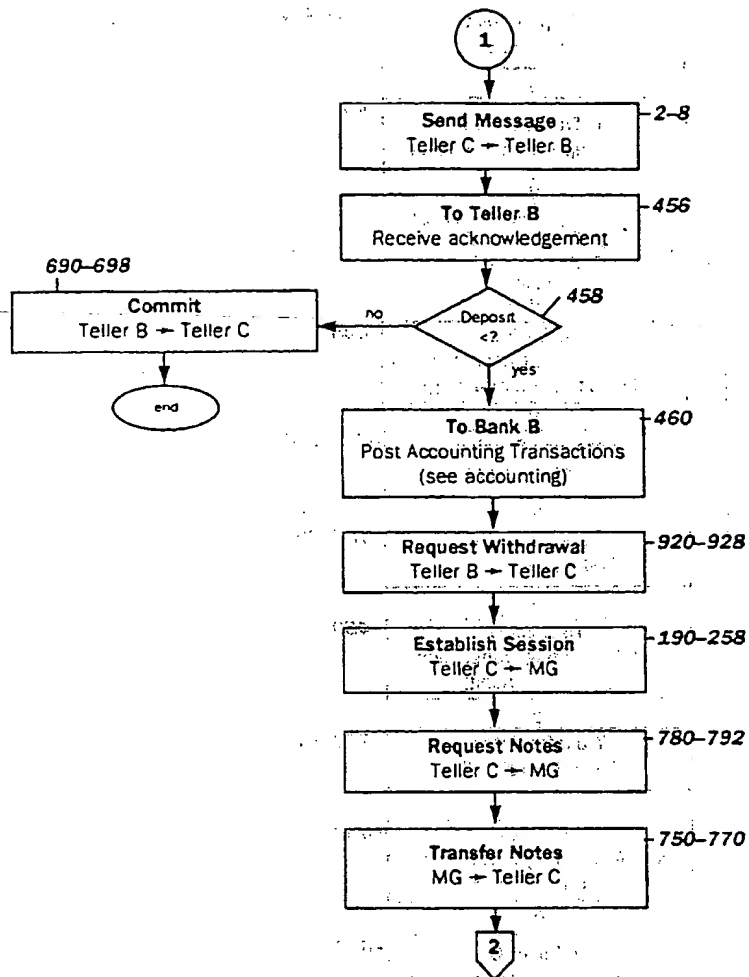 1
Send Message
Teller C → Teller B
2–8
To Teller B
Receive acknowledgement
456
690–698
Commit
Teller B → Teller C
no
Deposit
<?
458
end
yes
To Bank B
Post Accounting Transactions
(see accounting)
460
Request Withdrawal
Teller B → Teller C
920–928
Establish Session
Teller C → MG
190–258
Request Notes
Teller C → MG
780–792
Transfer Notes
MG → Teller C
750–770
2